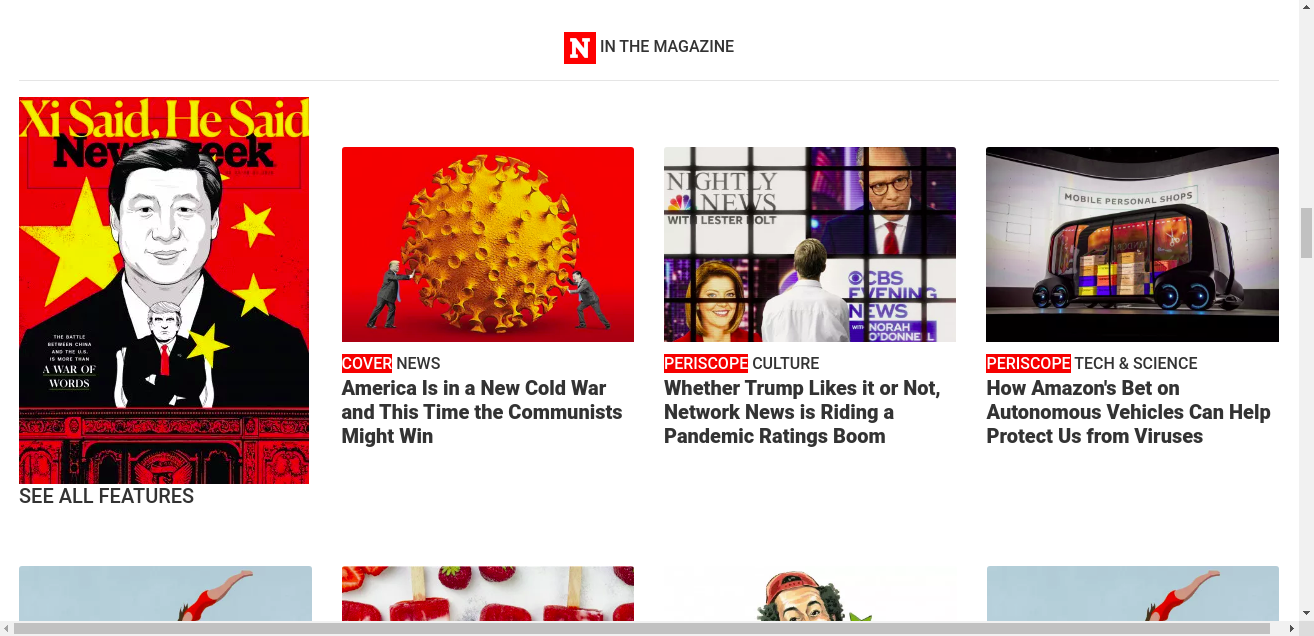 N IN THE MAGAZINE
Xi Said, He Said
Newsweek
THE BATTLE
BETWEEN CHINA
AND THE U.S.
IS MORE THAN
A WAR OF
WORDS
SEE ALL FEATURES
COVER NEWS
America Is in a New Cold War
and This Time the Communists
Might Win
NIGHTLY
NEWS
WITH LESTER HOLT
CBS
EVENING
NEWS
WITH NORAH
O'DONNELL
PERISCOPE CULTURE
Whether Trump Likes it or Not,
Network News is Riding a
Pandemic Ratings Boom
MOBILE PERSONAL SHOPS
PERISCOPE TECH & SCIENCE
How Amazon's Bet on
Autonomous Vehicles Can Help
Protect Us from Viruses